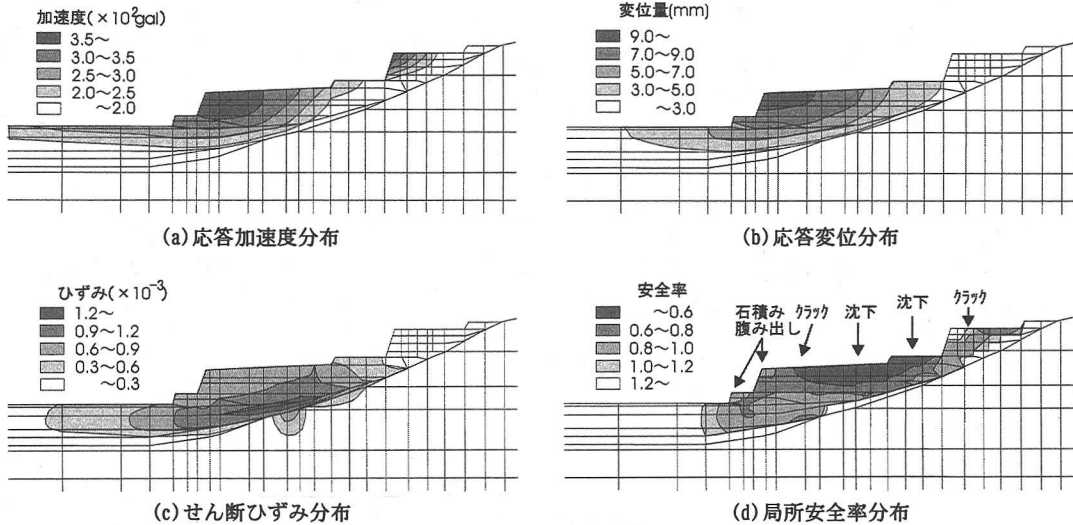 加速度(×10²gal)
3.5～
3.0～3.5
2.5～3.0
2.0～2.5
～2.0
(a)応答加速度分布
変位量(mm)
9.0～
7.0～9.0
5.0～7.0
3.0～5.0
～3.0
(b)応答変位分布
ひずみ(×10⁻³)
1.2～
0.9～1.2
0.6～0.9
0.3～0.6
～0.3
(c)せん断ひずみ分布
安全率
～0.6
0.6～0.8
0.8～1.0
1.0～1.2
1.2～
石積み
腹み出し
ｸﾗｯｸ
沈下
沈下
ｸﾗｯｸ
(d)局所安全率分布